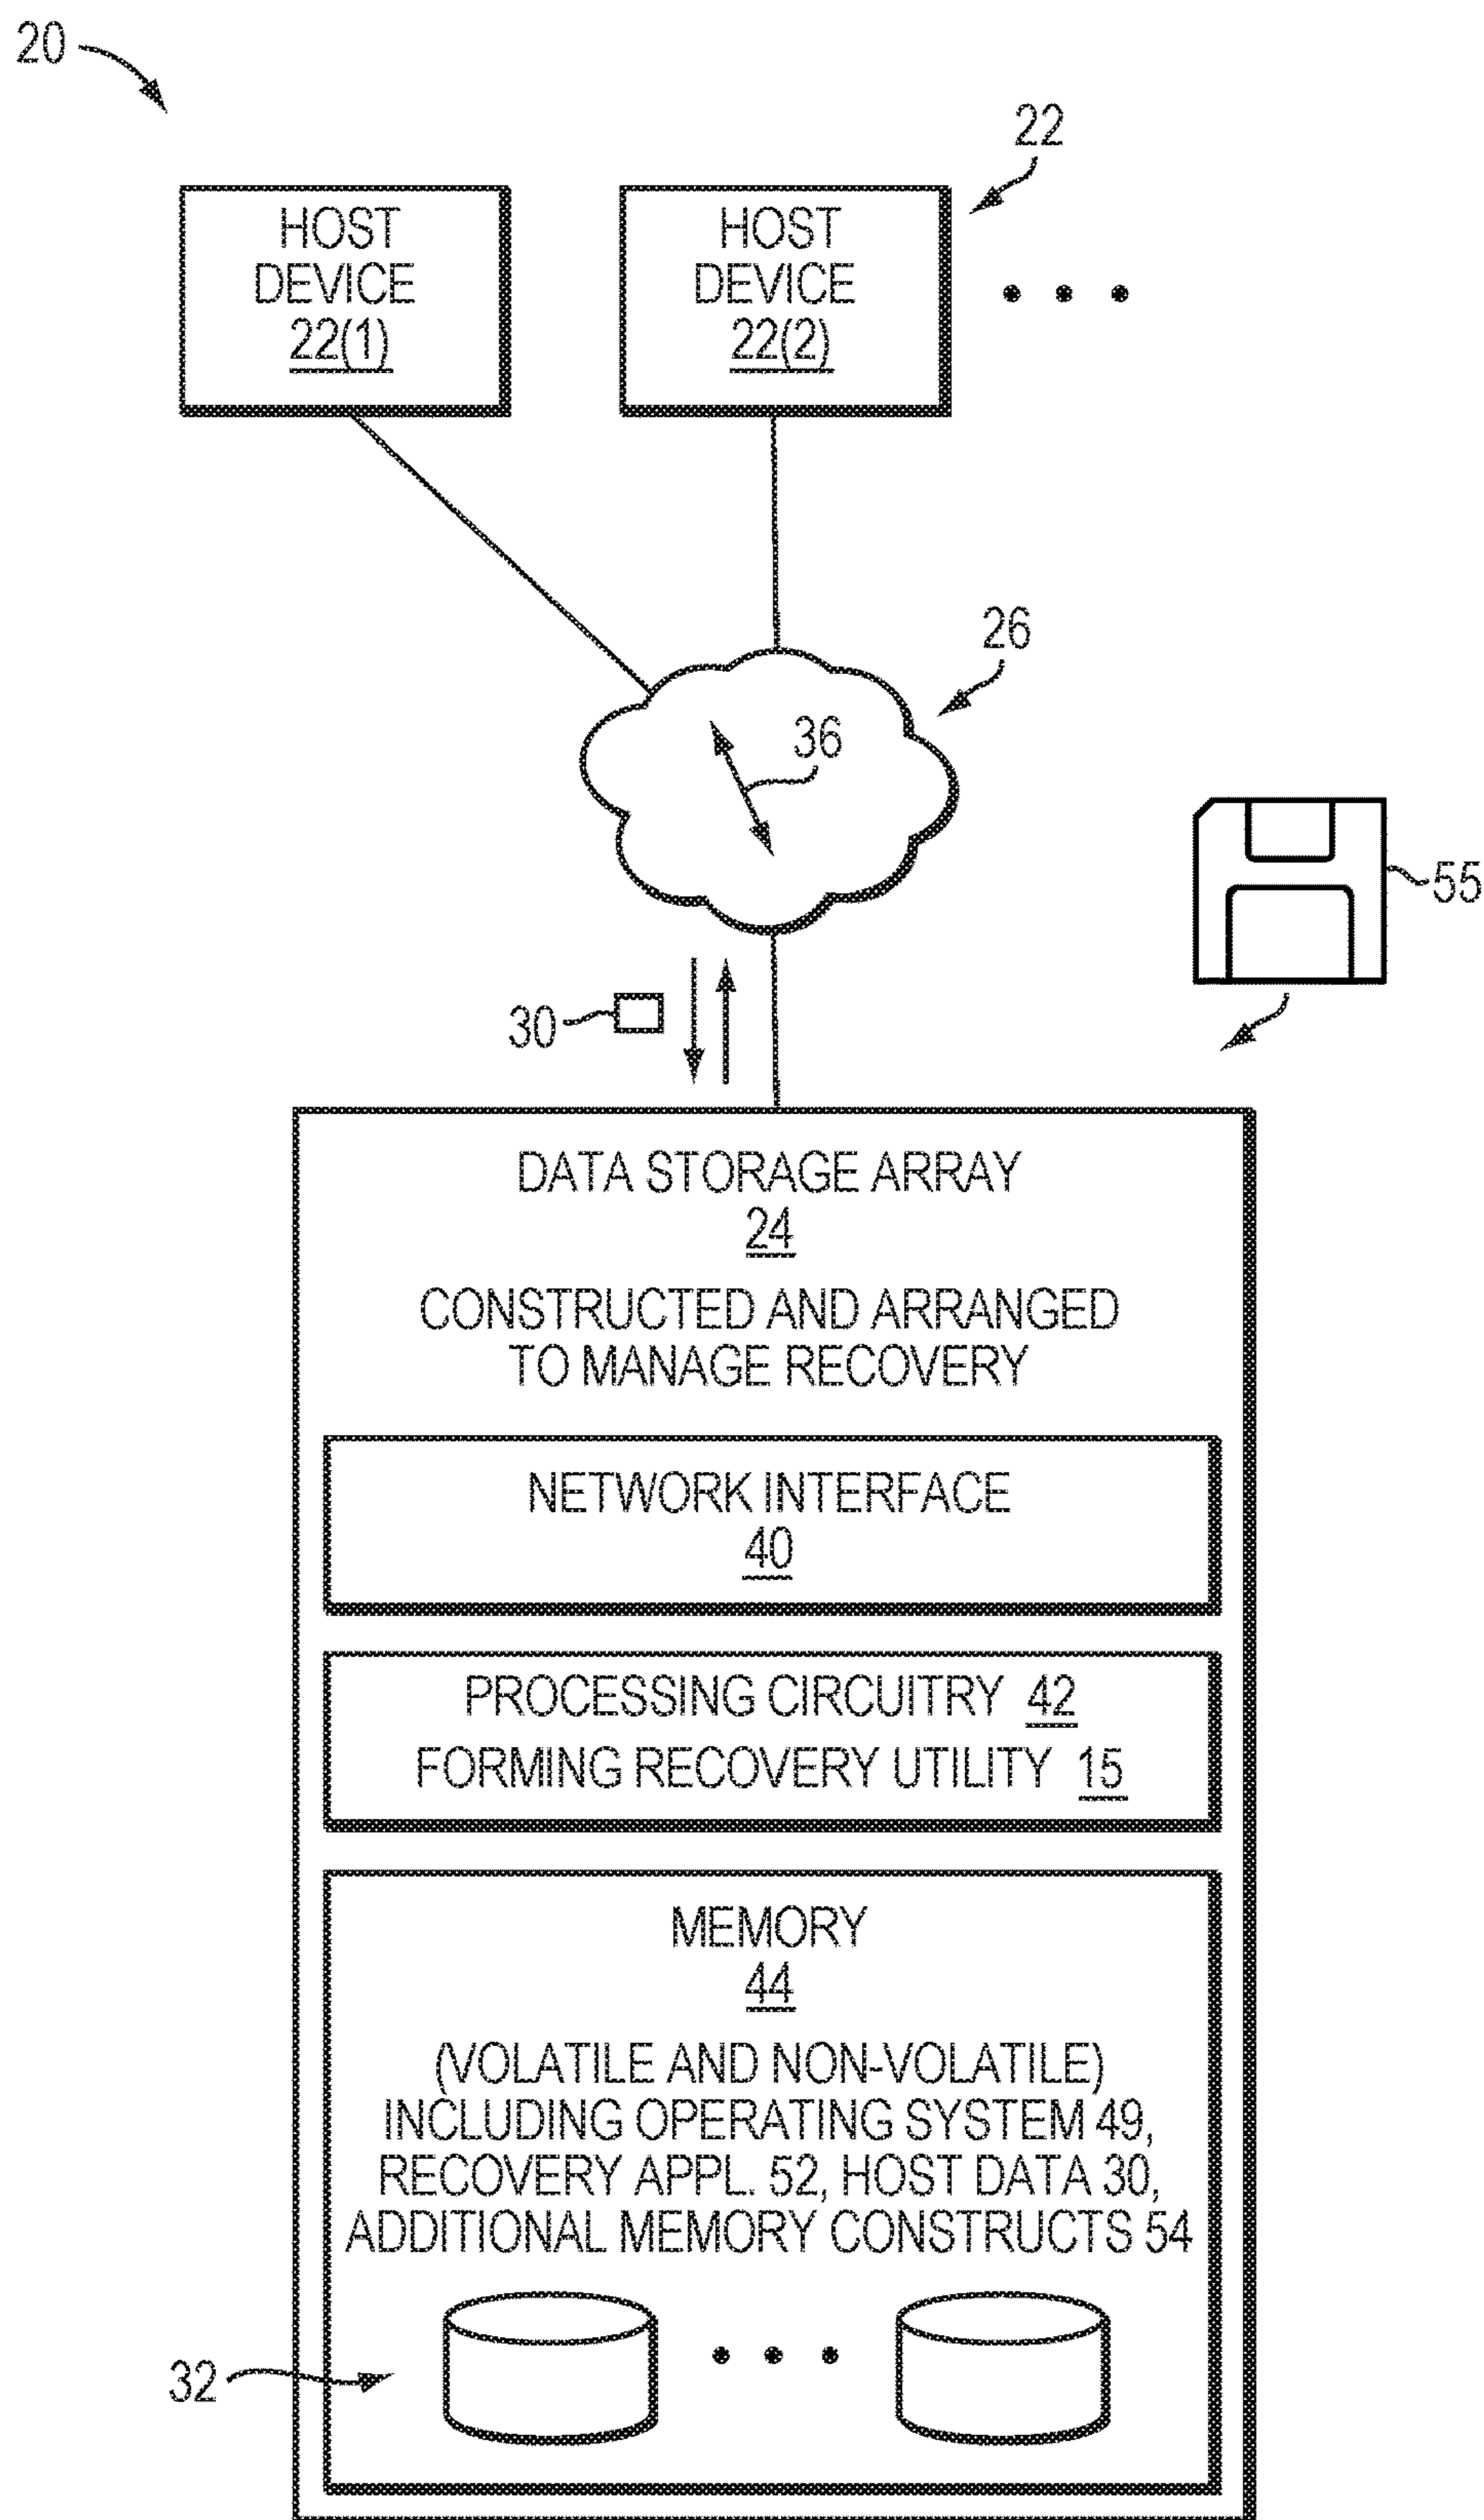 20
22
HOST
DEVICE
22(1)
HOST
DEVICE
22(2)
26
36
55
30
DATA STORAGE ARRAY
24
CONSTRUCTED AND ARRANGED
TO MANAGE RECOVERY
NETWORK INTERFACE
40
PROCESSING CIRCUITRY 42
FORMING RECOVERY UTILITY 15
MEMORY
44
(VOLATILE AND NON-VOLATILE)
INCLUDING OPERATING SYSTEM 49,
RECOVERY APPL. 52, HOST DATA 30,
ADDITIONAL MEMORY CONSTRUCTS 54
32